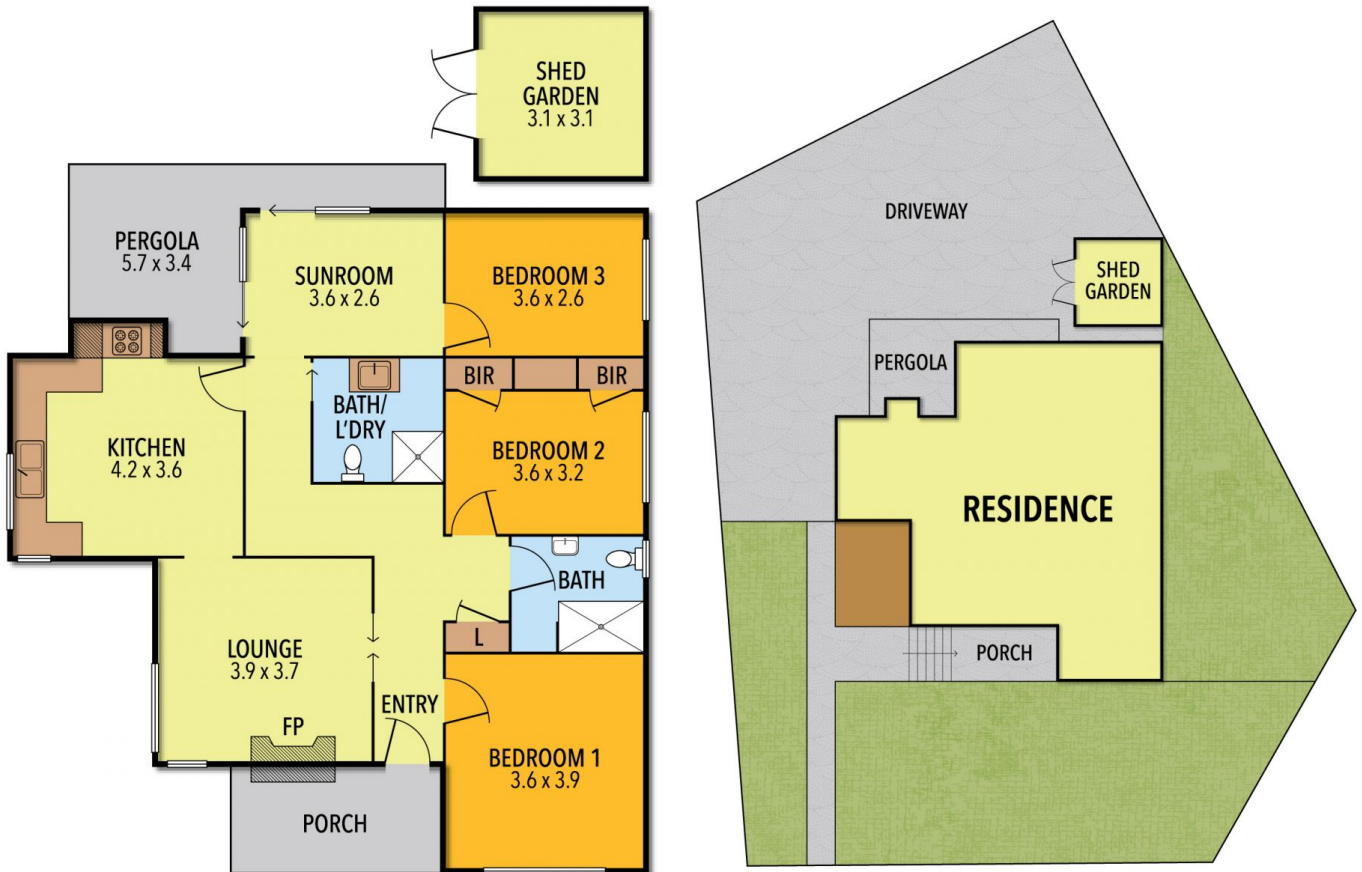 SHED
GARDEN
3.1 x 3.1
PERGOLA
5.7 x 3.4
SUNROOM
3.6 x 2.6
BEDROOM 3
3.6 x 2.6
BIR
BIR
BATH/
L'DRY
KITCHEN
4.2 x 3.6
BEDROOM 2
3.6 x 3.2
BATH
L
LOUNGE
3.9 x 3.7
FP
ENTRY
BEDROOM 1
3.6 x 3.9
PORCH
DRIVEWAY
SHED
GARDEN
PERGOLA
RESIDENCE
PORCH